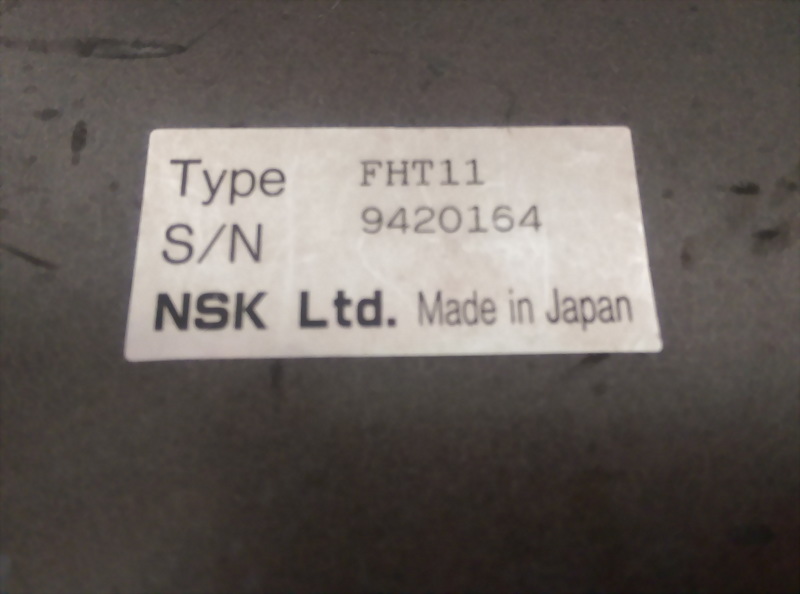 Type FHT11
S/N 9420164
NSK Ltd. Made in Japan